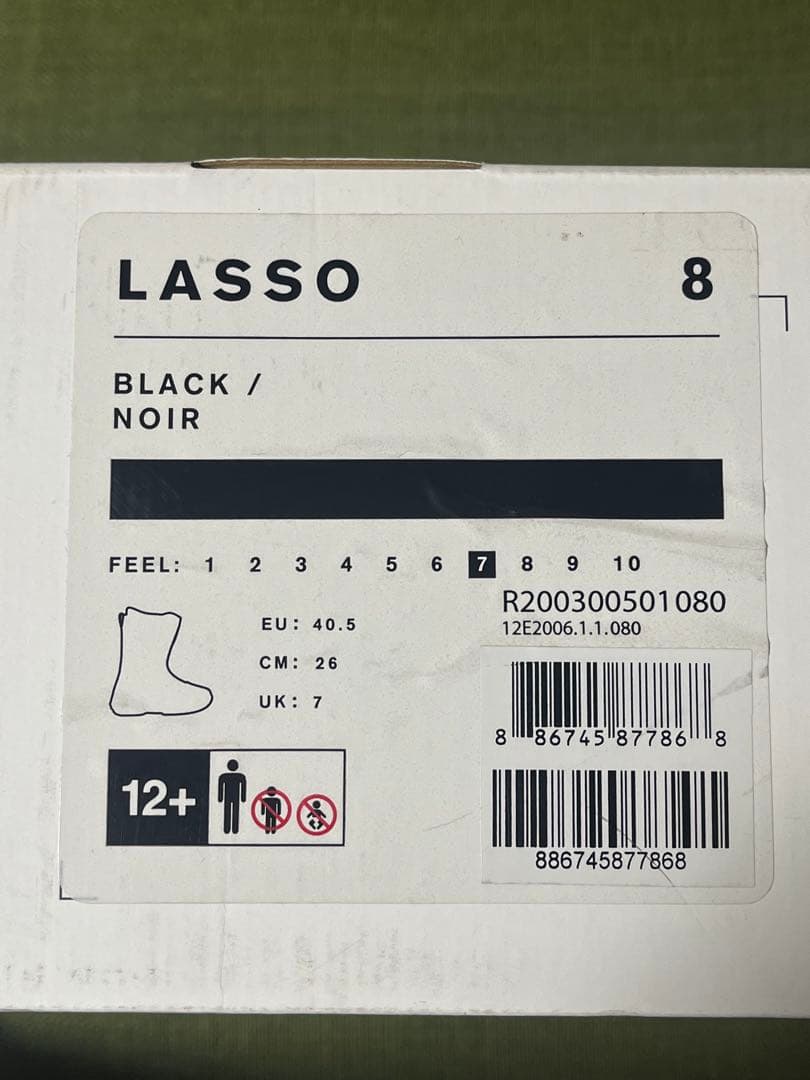 LASSO 8
BLACK /
NOIR
FEEL: 1 2 3 4 5 6 7 8 9 10
R200300501080
12E2006.1.1.080
EU: 40.5
CM: 26
UK: 7
8 86745 87786 8
12+
886745877868